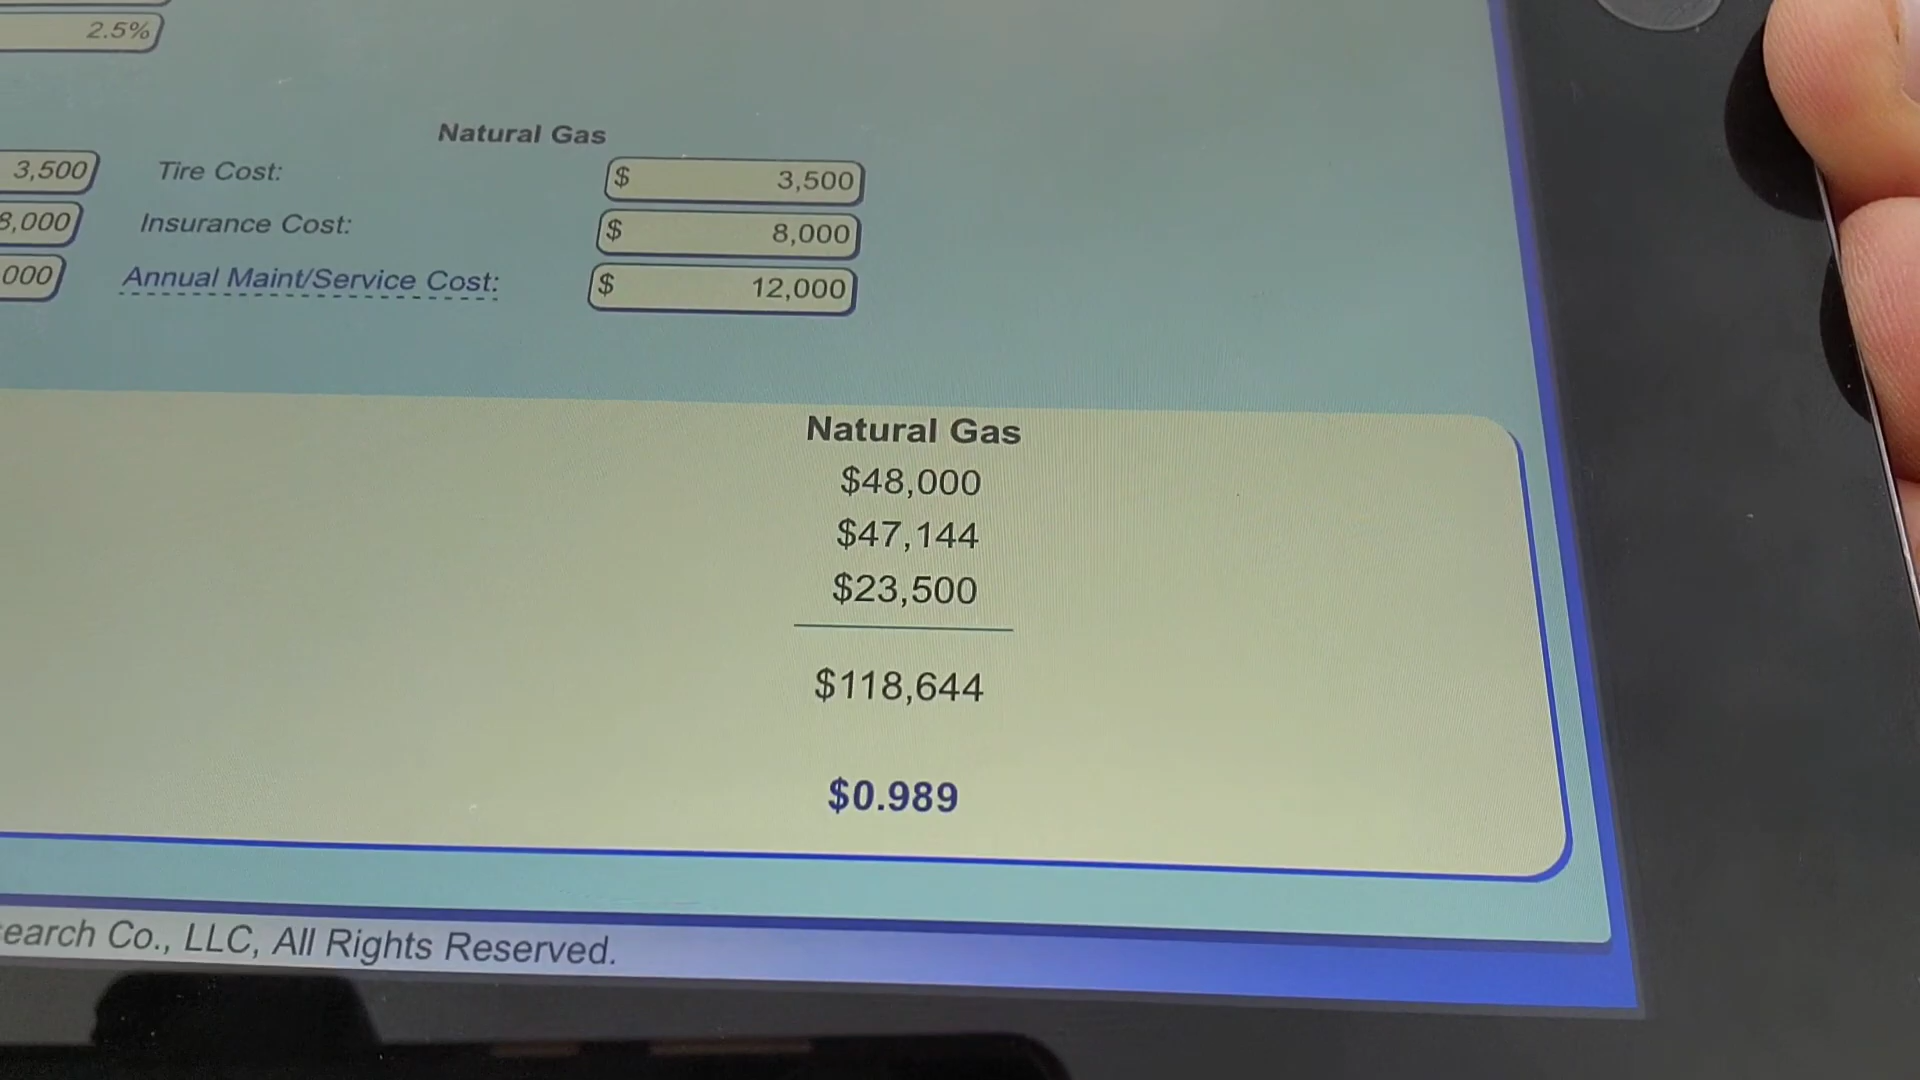 2.5%
Natural Gas
3,500 Tire Cost: $ 3,500
8,000 Insurance Cost: $ 8,000
000 Annual Maint/Service Cost: $ 12,000
Natural Gas
$48,000
$47,144
$23,500
$118,644
$0.989
earch Co., LLC, All Rights Reserved.